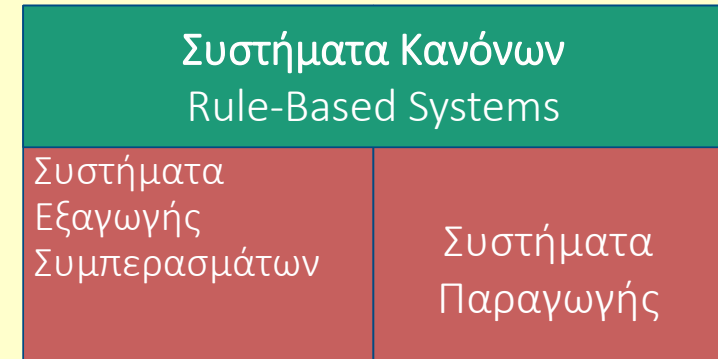 Συστήματα Κανόνων
Rule-Based Systems
Συστήματα
Εξαγωγής
Συμπερασμάτων
Συστήματα
Παραγωγής